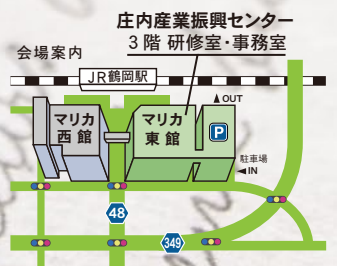 庄内産業振興センター
3階 研修室・事務室
会場案内
JR鶴岡駅
OUT
マリカ
西館
マリカ
東館
P
駐車場
IN
48
349